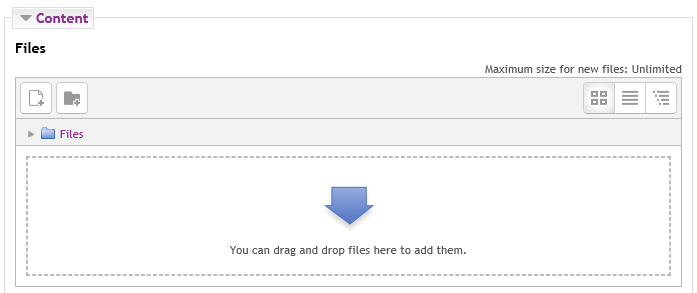 Content
Files
Maximum size for new files: Unlimited
Files
You can drag and drop files here to add them.